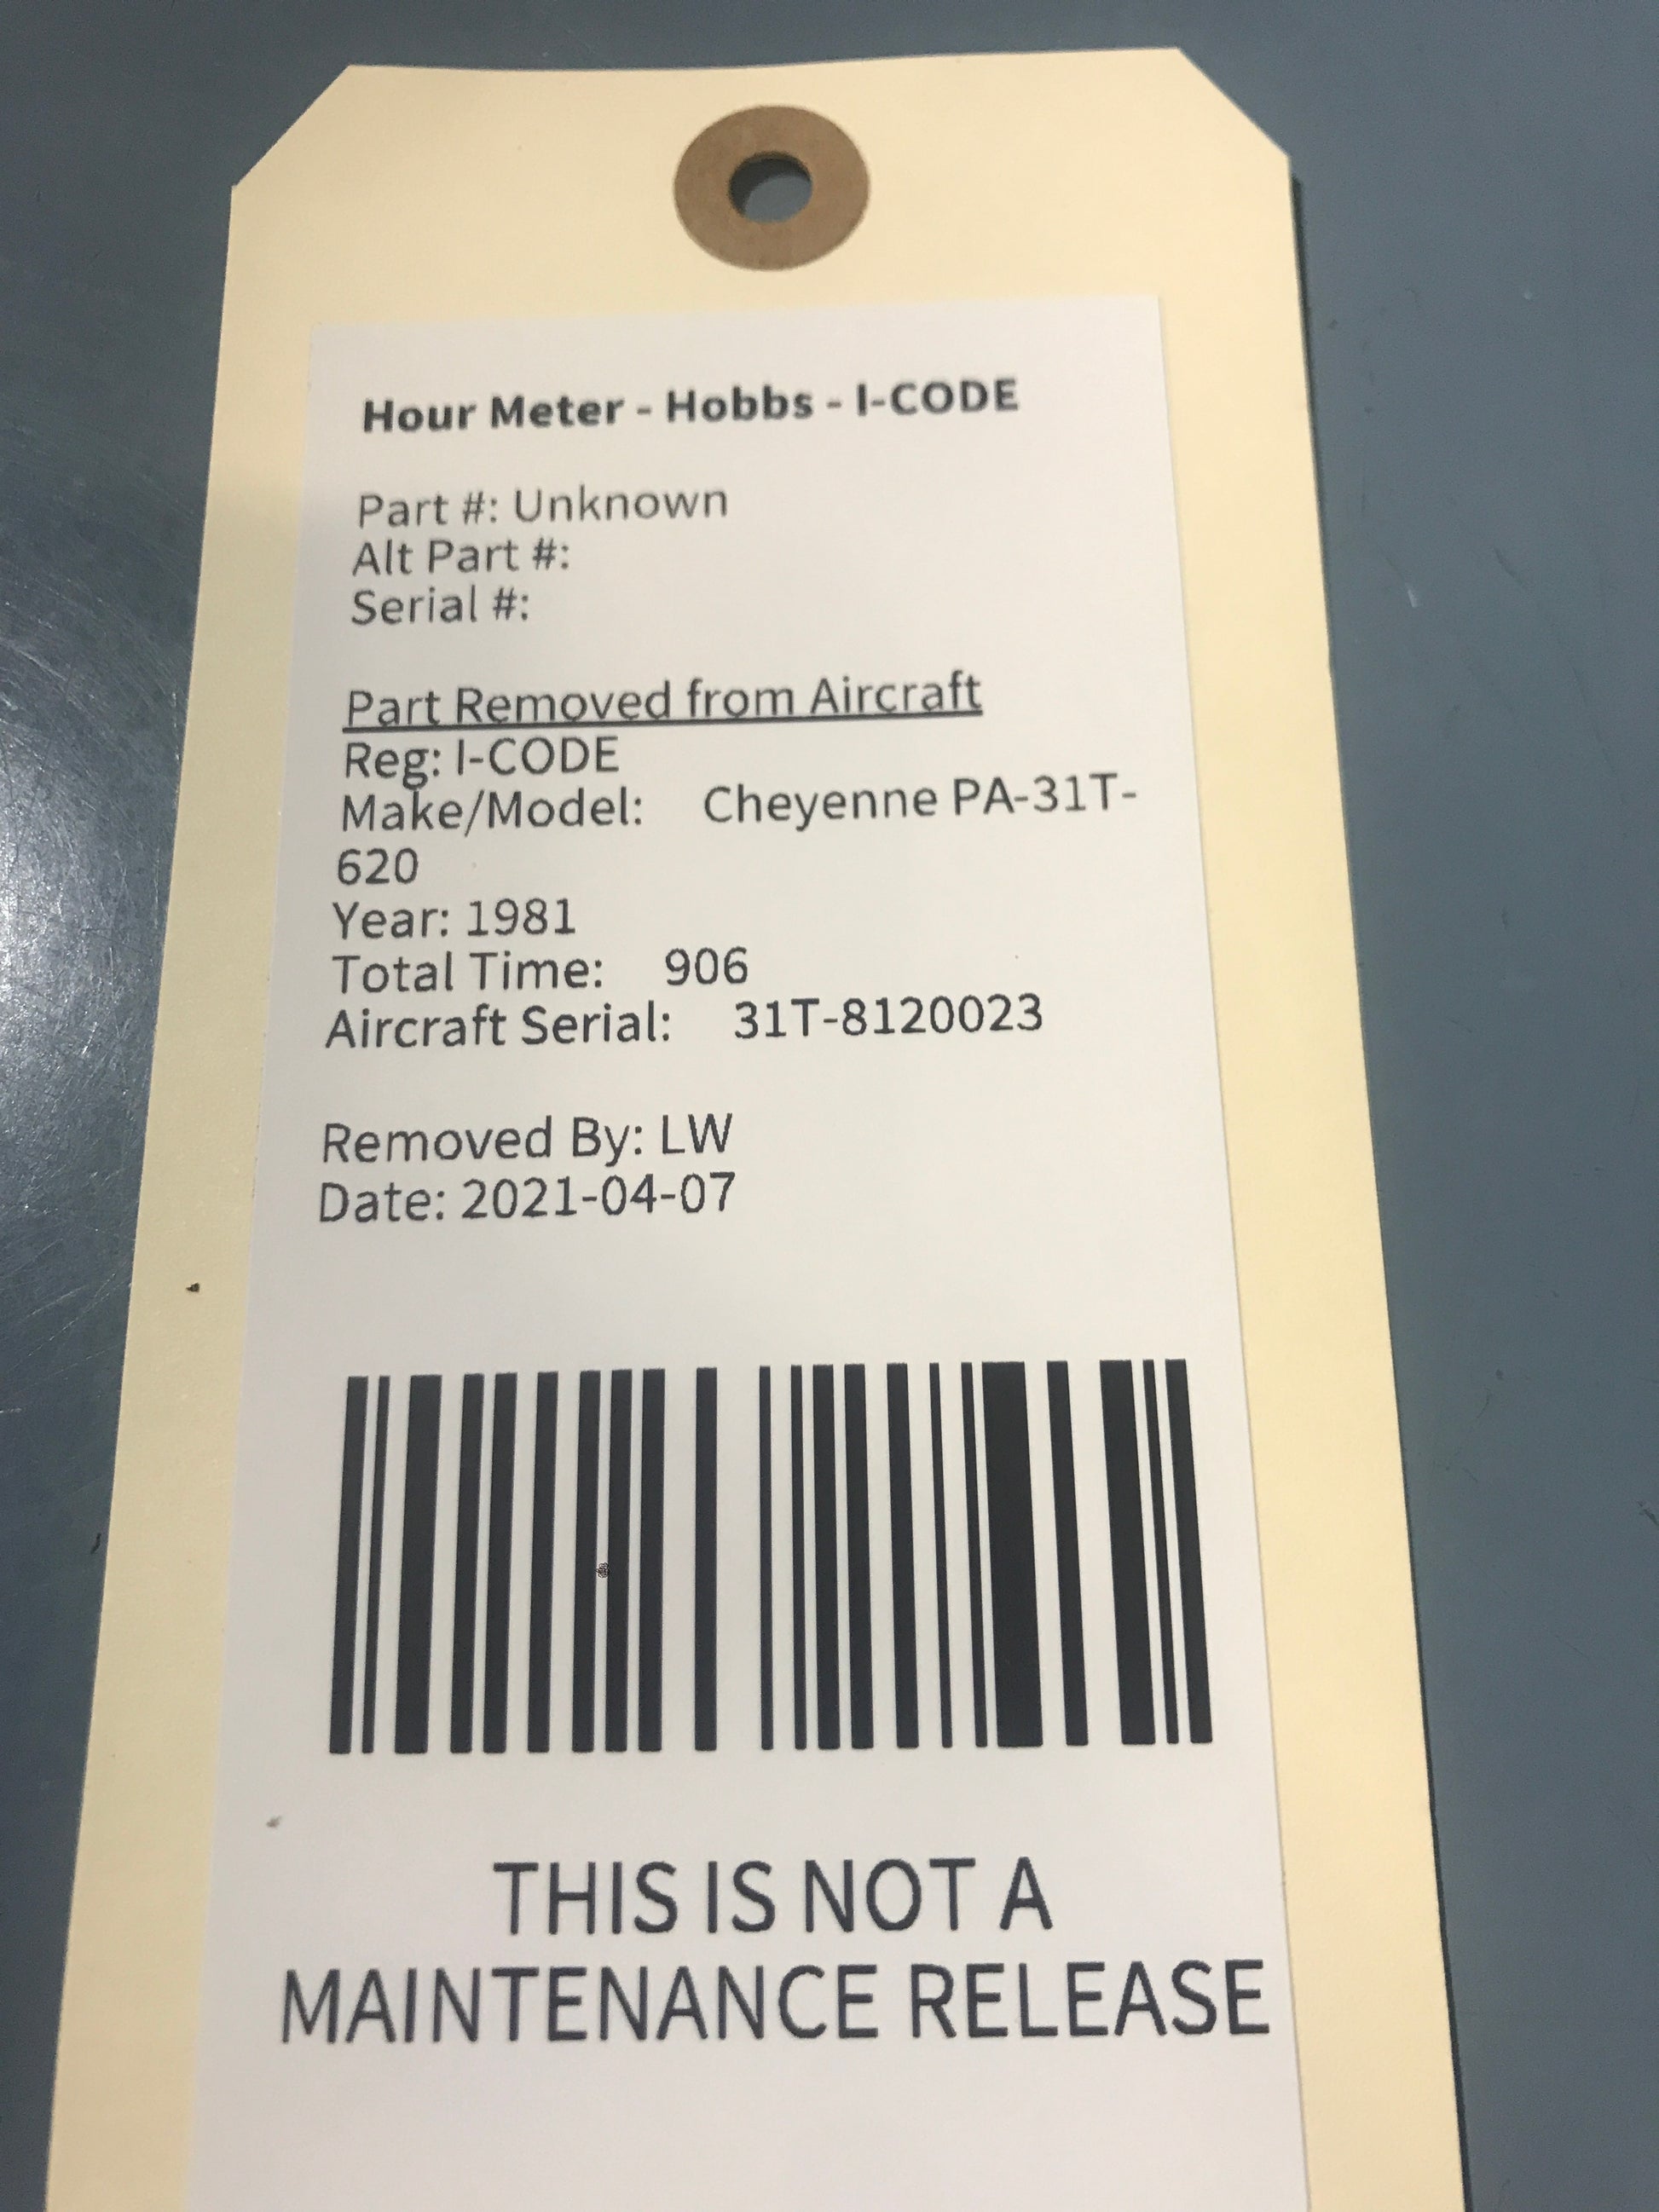 Hour Meter - Hobbs - I-CODE
Part #: Unknown
Alt Part #:
Serial #:
Part Removed from Aircraft
Reg: I-CODE
Make/Model: Cheyenne PA-31T-
620
Year: 1981
Total Time: 906
Aircraft Serial: 31T-8120023
Removed By: LW
Date: 2021-04-07
THIS IS NOT A
MAINTENANCE RELEASE